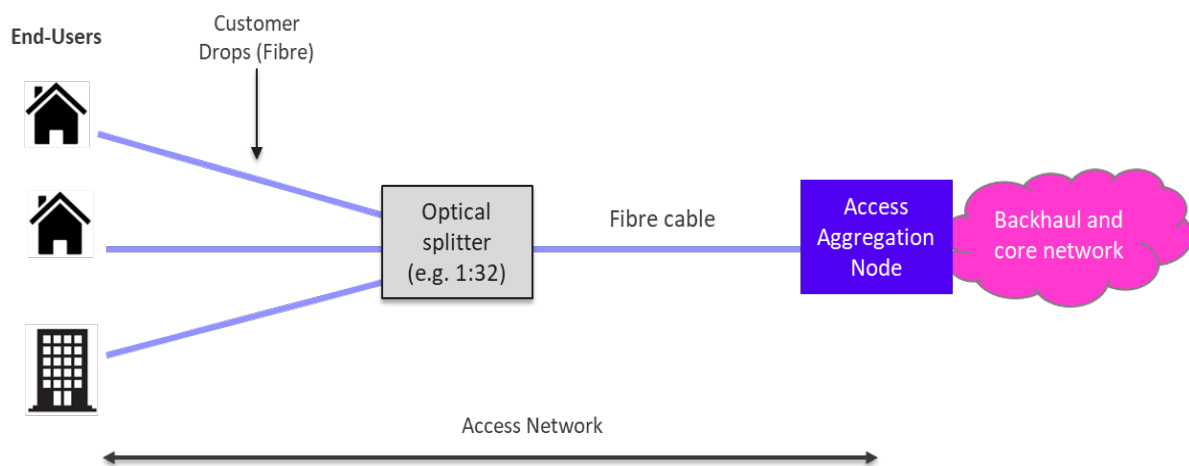 End-Users
Customer
Drops (Fibre)
Optical
splitter
(e.g. 1:32)
Fibre cable
Access
Aggregation
Node
Backhaul and
core network
Access Network